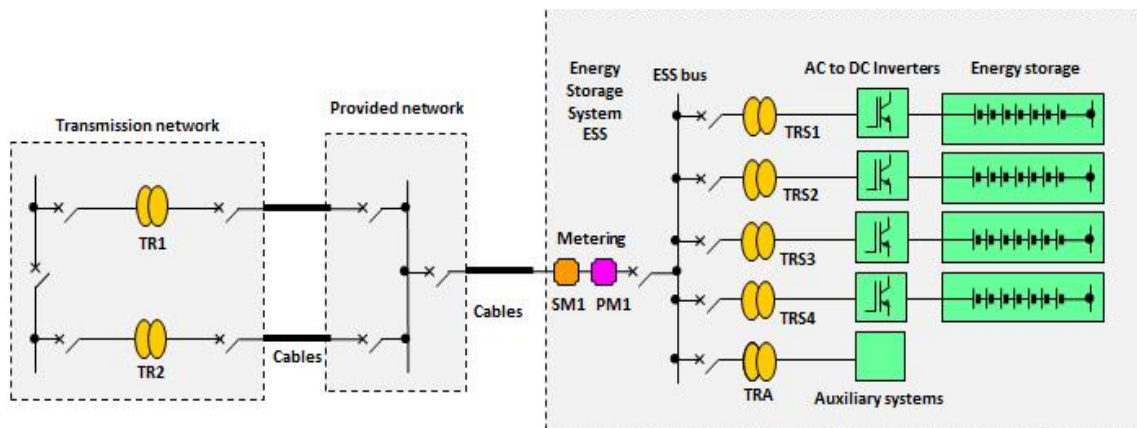 Transmission network
TR1
TR2
Cables
Provided network
Cables
Energy
Storage
System
ESS
Metering
SM1
PM1
ESS bus
AC to DC Inverters
Energy storage
TRS1
TRS2
TRS3
TRS4
TRA
Auxiliary systems